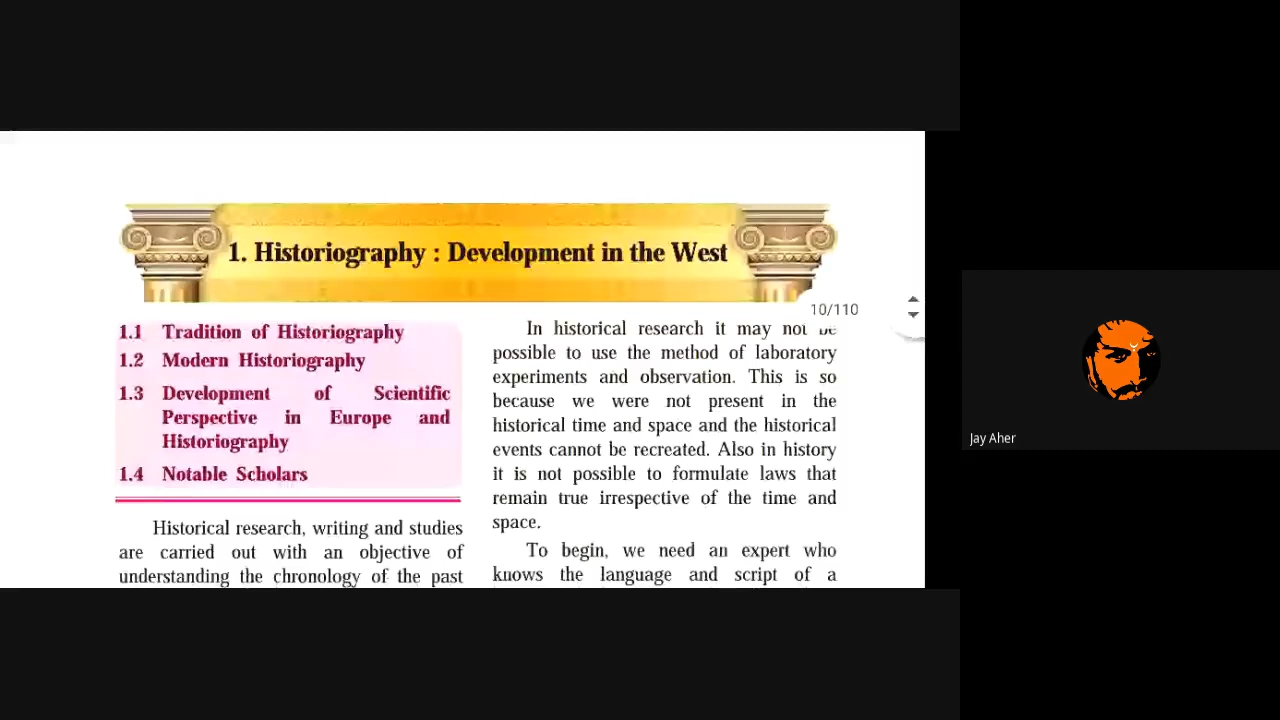 1. Historiography : Development in the West
10/110
1.1 Tradition of Historiography
1.2 Modern Historiography
1.3 Development of Scientific
Perspective in Europe and
Historiography
1.4 Notable Scholars
Historical research, writing and studies
are carried out with an objective of
understanding the chronology of the past
In historical research it may not be
possible to use the method of laboratory
experiments and observation. This is so
because we were not present in the
historical time and space and the historical
events cannot be recreated. Also in history
it is not possible to formulate laws that
remain true irrespective of the time and
space.
To begin, we need an expert who
knows the language and script of a
Jay Aher